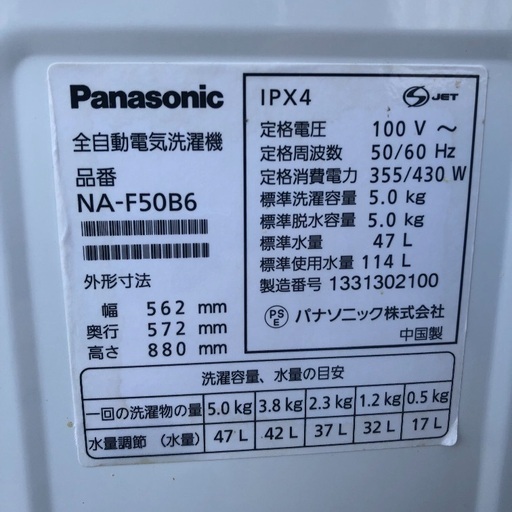 Panasonic
全自動電気洗濯機
品番
NA-F50B6
外形寸法
幅 562 mm
奥行 572 mm
高さ 880 mm
IPX4
S JET
定格電圧 100 V ～
定格周波数 50/60 Hz
定格消費電力 355/430 W
標準洗濯容量 5.0 kg
標準脱水容量 5.0 kg
標準水量 47 L
標準使用水量 114 L
製造番号 1331302100
PSE パナソニック株式会社
中国製
洗濯容量、水量の目安
一回の洗濯物の量 5.0 kg 3.8 kg 2.3 kg 1.2 kg 0.5 kg
水量調節 (水量) 47 L 42 L 37 L 32 L 17 L